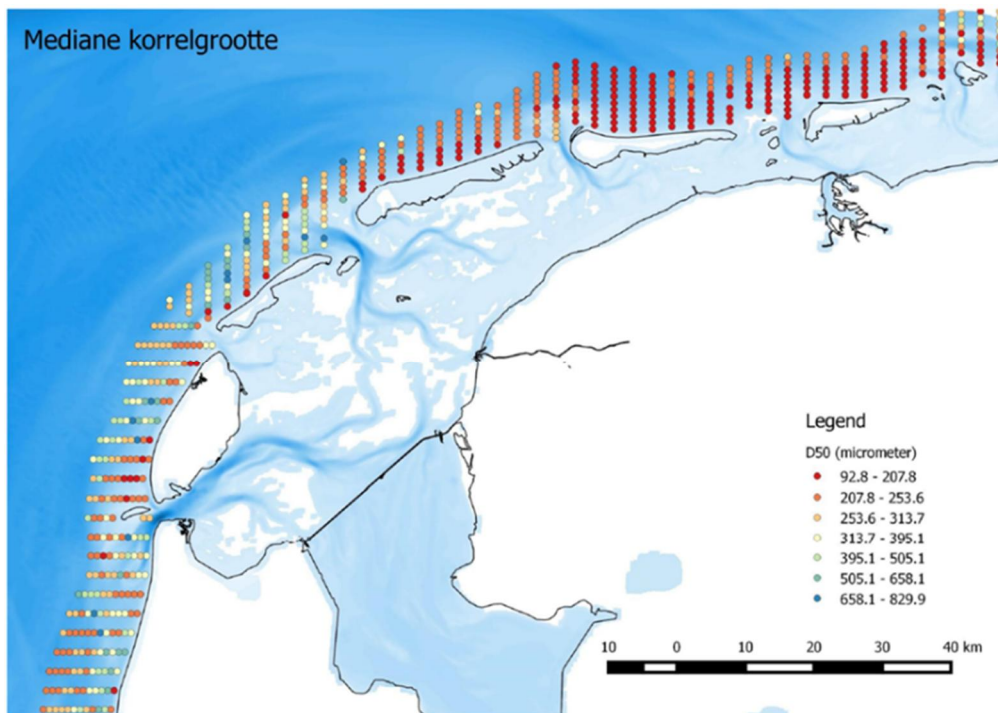 Mediane korrelgrootte
Legend
D50 (micrometer)
92.8 - 207.8
207.8 - 253.6
253.6 - 313.7
313.7 - 395.1
395.1 - 505.1
505.1 - 658.1
658.1 - 829.9
10 0 10 20 30 40 km